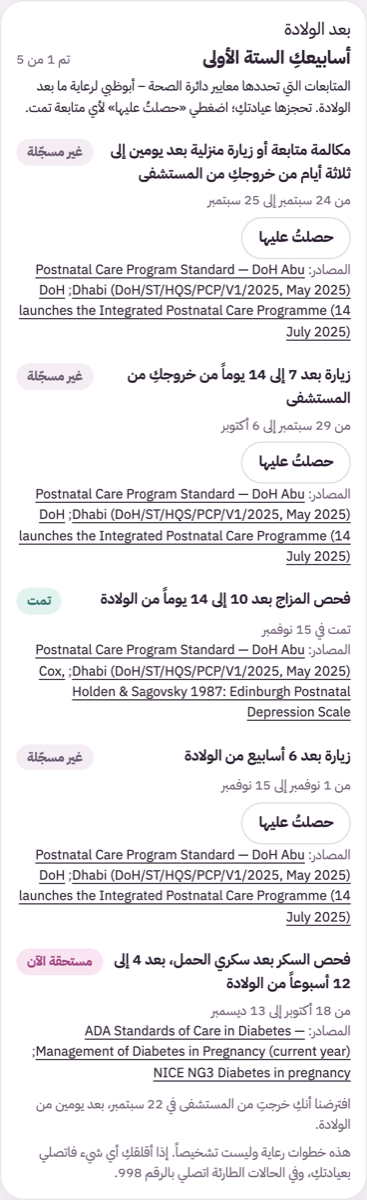 بعد الولادة
أسابيعكِ الستة الأولى
تم 1 من 5
المتابعات التي تحددها معايير دائرة الصحة – أبوظبي لرعاية ما بعد
الولادة. تحجزها عيادتكِ؛ اضغطي «حصلتُ عليها» لأي متابعة تمت.
مكالمة متابعة أو زيارة منزلية بعد يومين إلى
ثلاثة أيام من خروجكِ من المستشفى
غير مسجّلة
من 24 سبتمبر إلى 25 سبتمبر
حصلتُ عليها
المصادر: Postnatal Care Program Standard — DoH Abu
Dhabi (DoH/ST/HQS/PCP/V1/2025, May 2025); DoH
launches the Integrated Postnatal Care Programme (14
July 2025)
زيارة بعد 7 إلى 14 يوماً من خروجكِ من
المستشفى
غير مسجّلة
من 29 سبتمبر إلى 6 أكتوبر
حصلتُ عليها
المصادر: Postnatal Care Program Standard — DoH Abu
Dhabi (DoH/ST/HQS/PCP/V1/2025, May 2025); DoH
launches the Integrated Postnatal Care Programme (14
July 2025)
فحص المزاج بعد 10 إلى 14 يوماً من الولادة
تمت
تمت في 15 نوفمبر
المصادر: Postnatal Care Program Standard — DoH Abu
Dhabi (DoH/ST/HQS/PCP/V1/2025, May 2025); Cox,
Holden & Sagovsky 1987: Edinburgh Postnatal
Depression Scale
زيارة بعد 6 أسابيع من الولادة
غير مسجّلة
من 1 نوفمبر إلى 15 نوفمبر
حصلتُ عليها
المصادر: Postnatal Care Program Standard — DoH Abu
Dhabi (DoH/ST/HQS/PCP/V1/2025, May 2025); DoH
launches the Integrated Postnatal Care Programme (14
July 2025)
فحص السكر بعد سكري الحمل، بعد 4 إلى
12 أسبوعاً من الولادة
مستحقة الآن
من 18 أكتوبر إلى 13 ديسمبر
المصادر: ADA Standards of Care in Diabetes —
Management of Diabetes in Pregnancy (current year);
NICE NG3 Diabetes in pregnancy
افترضنا أنكِ خرجتِ من المستشفى في 22 سبتمبر، بعد يومين من
الولادة.
هذه خطوات رعاية وليست تشخيصاً. إذا أقلقكِ أي شيء فاتصلي
بعيادتكِ، وفي الحالات الطارئة اتصلي بالرقم 998.